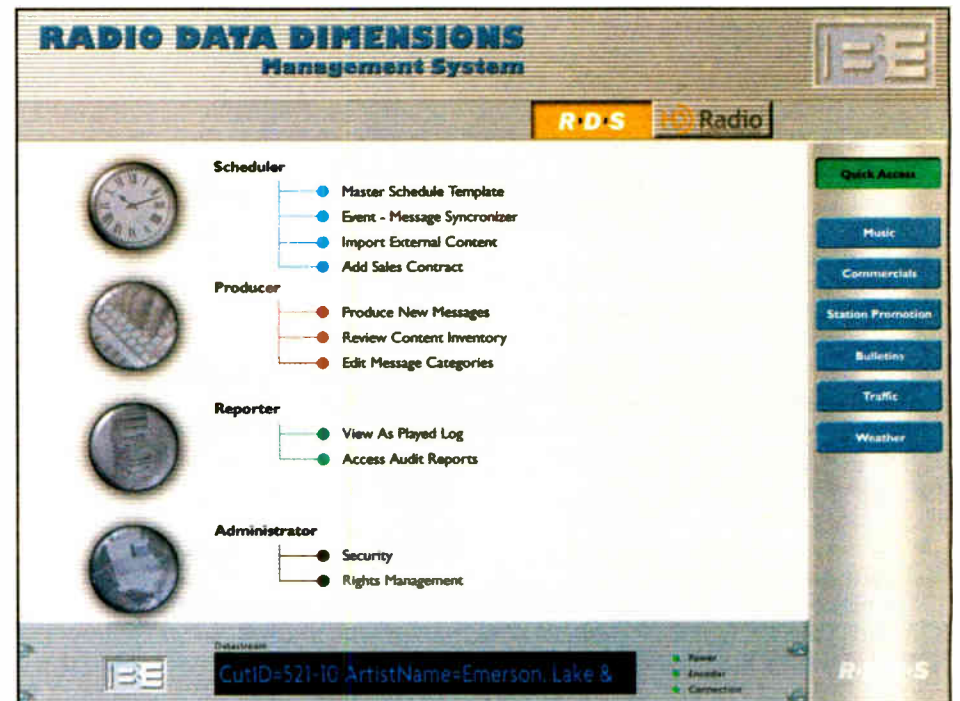 RADIO DATA DIMENSIONS
Management System
BE
R·D·S
HD Radio
Scheduler
Master Schedule Template
Event - Message Syncronizer
Import External Content
Add Sales Contract
Producer
Produce New Messages
Review Content Inventory
Edit Message Categories
Reporter
View As Played Log
Access Audit Reports
Administrator
Security
Rights Management
Quick Access
Music
Commercials
Station Promotion
Bulletins
Traffic
Weather
BE
Datastream
CutID=521-10 ArtistName=Emerson, Lake &
Power
Encoder
Connection
R·D·S